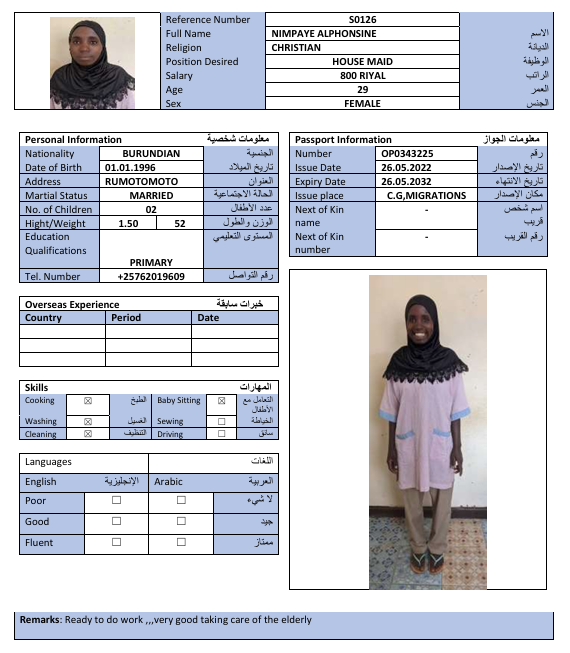 Reference Number S0126
Full Name NIMPAYE ALPHONSINE الاسم
Religion CHRISTIAN الديانة
Position Desired HOUSE MAID الوظيفة
Salary 800 RIYAL الراتب
Age 29 العمر
Sex FEMALE الجنس
Personal Information معلومات شخصية
Nationality BURUNDIAN الجنسية
Date of Birth 01.01.1996 تاريخ الميلاد
Address RUMOTOMOTO العنوان
Martial Status MARRIED الحالة الاجتماعية
No. of Children 02 عدد الأطفال
Hight/Weight 1.50 52 الوزن والطول
Education المستوى التعليمي
Qualifications
PRIMARY
Tel. Number +25762019609 رقم التواصل
Passport Information معلومات الجواز
Number OP0343225 رقم
Issue Date 26.05.2022 تاريخ الإصدار
Expiry Date 26.05.2032 تاريخ الانتهاء
Issue place C.G,MIGRATIONS مكان الإصدار
Next of Kin - اسم شخص
name قريب
Next of Kin - رقم القريب
number
Overseas Experience خبرات سابقة
Country Period Date
Skills المهارات
Cooking ☒ الطبخ Baby Sitting ☒ التعامل مع
الأطفال
Washing ☒ الغسيل Sewing ☐ الخياطة
Cleaning ☒ التنظيف Driving ☐ سائق
Languages اللغات
English الإنجليزية Arabic العربية
Poor ☐ ☐ لا شيء
Good ☐ ☐ جيد
Fluent ☐ ☐ ممتاز
Remarks: Ready to do work ,,,very good taking care of the elderly